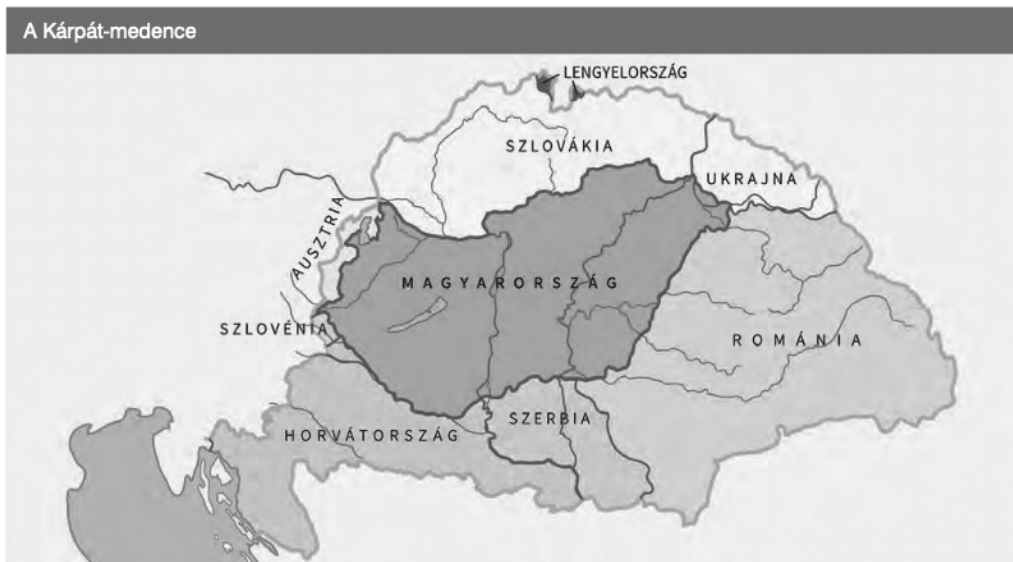 A Kárpát-medence
LENGYELORSZÁG
SZLOVÁKIA
UKRAJNA
AUSZTRIA
MAGYARORSZÁG
SZLOVÉNIA
ROMÁNIA
SZERBIA
HORVÁTORSZÁG